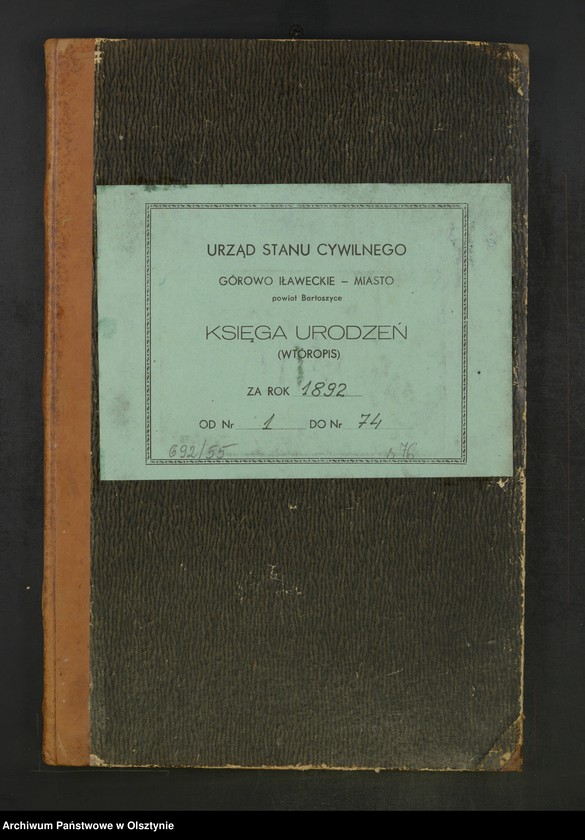 URZĄD STANU CYWILNEGO
GÓROWO IŁAWECKIE – MIASTO
powiat Bartoszyce
KSIĘGA URODZEŃ
(WTÓROPIS)
ZA ROK 1892
OD Nr 1 DO Nr 74
692/55 76
Archiwum Państwowe w Olsztynie